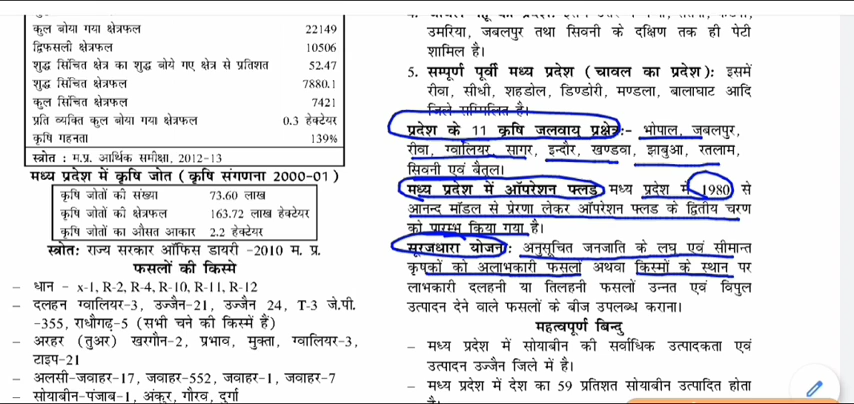 कुल बोया गया क्षेत्रफल 22149
द्विफसली क्षेत्रफल 10506
शुद्ध सिंचित क्षेत्र का शुद्ध बोये गए क्षेत्र से प्रतिशत 52.47
शुद्ध सिंचित क्षेत्रफल 7880.1
कुल सिंचित क्षेत्रफल 7421
प्रति व्यक्ति कुल बोया गया क्षेत्रफल 0.3 हेक्टेयर
कृषि गहनता 139%
स्त्रोत : म.प्र. आर्थिक समीक्षा, 2012-13
मध्य प्रदेश में कृषि जोत (कृषि संगणना 2000-01)
कृषि जोतों की संख्या 73.60 लाख
कृषि जोतों की क्षेत्रफल 163.72 लाख हेक्टेयर
कृषि जोतों का औसत आकार 2.2 हेक्टेयर
स्त्रोतः राज्य सरकार ऑफिस डायरी -2010 म. प्र.
फसलों की किस्मे
– धान - x-1, R-2, R-4, R-10, R-11, R-12
– दलहन ग्वालियर-3, उज्जैन-21, उज्जैन 24, T-3 जे.पी.
-355, राधौगढ़-5 (सभी चने की किस्में हैं)
– अरहर (तुअर) खरगौन-2, प्रभाव, मुक्ता, ग्वालियर-3,
टाइप-21
– अलसी-जवाहर-17, जवाहर-552, जवाहर-1, जवाहर-7
– सोयाबीन-पंजाब-1, अंकुर, गौरव, दुर्गा
उमरिया, जबलपुर तथा सिवनी के दक्षिण तक ही पेटी
शामिल है।
5. सम्पूर्ण पूर्वी मध्य प्रदेश (चावल का प्रदेश): इसमें
रीवा, सीधी, शहडोल, डिण्डोरी, मण्डला, बालाघाट आदि
जिले सम्मिलित है।
प्रदेश के 11 कृषि जलवायु प्रक्षेत्र:- भोपाल, जबलपुर,
रीवा, ग्वालियर, सागर, इन्दौर, खण्डवा, झाबुआ, रतलाम,
सिवनी एवं बैतूल।
मध्य प्रदेश में ऑपरेशन फ्लड: मध्य प्रदेश में 1980 से
आनन्द मॉडल से प्रेरणा लेकर ऑपरेशन फ्लड के द्वितीय चरण
को प्रारम्भ किया गया है।
सूरजधारा योजना: अनुसूचित जनजाति के लघु एवं सीमान्त
कृषकों को अलाभकारी फसलों अथवा किस्मों के स्थान पर
लाभकारी दलहनी या तिलहनी फसलों उन्नत एवं विपुल
उत्पादन देने वाले फसलों के बीज उपलब्ध कराना।
महत्वपूर्ण बिन्दु
– मध्य प्रदेश में सोयाबीन की सर्वाधिक उत्पादकता एवं
उत्पादन उज्जैन जिले में है।
– मध्य प्रदेश में देश का 59 प्रतिशत सोयाबीन उत्पादित होता